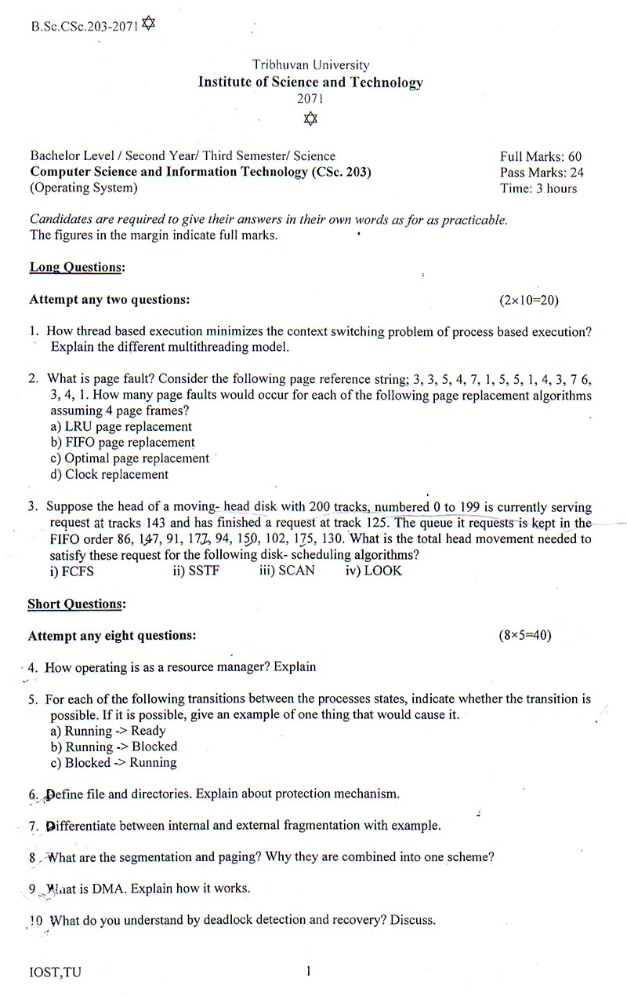 B.Sc.CSc.203-2071
Tribhuvan University
Institute of Science and Technology
2071
Bachelor Level / Second Year/ Third Semester/ Science
Full Marks: 60
Computer Science and Information Technology (CSc. 203)
Pass Marks: 24
(Operating System)
Time: 3 hours
Candidates are required to give their answers in their own words as for as practicable.
The figures in the margin indicate full marks.
Long Questions:
Attempt any two questions: (2×10=20)
1. How thread based execution minimizes the context switching problem of process based execution?
Explain the different multithreading model.
2. What is page fault? Consider the following page reference string; 3, 3, 5, 4, 7, 1, 5, 5, 1, 4, 3, 7 6,
3, 4, 1. How many page faults would occur for each of the following page replacement algorithms
assuming 4 page frames?
a) LRU page replacement
b) FIFO page replacement
c) Optimal page replacement
d) Clock replacement
3. Suppose the head of a moving- head disk with 200 tracks, numbered 0 to 199 is currently serving
request at tracks 143 and has finished a request at track 125. The queue it requests is kept in the
FIFO order 86, 147, 91, 177, 94, 150, 102, 175, 130. What is the total head movement needed to
satisfy these request for the following disk- scheduling algorithms?
i) FCFS ii) SSTF iii) SCAN iv) LOOK
Short Questions:
Attempt any eight questions: (8×5=40)
4. How operating is as a resource manager? Explain
5. For each of the following transitions between the processes states, indicate whether the transition is
possible. If it is possible, give an example of one thing that would cause it.
a) Running -> Ready
b) Running -> Blocked
c) Blocked -> Running
6. Define file and directories. Explain about protection mechanism.
7. Differentiate between internal and external fragmentation with example.
8 What are the segmentation and paging? Why they are combined into one scheme?
9 What is DMA. Explain how it works.
10 What do you understand by deadlock detection and recovery? Discuss.
IOST,TU 1